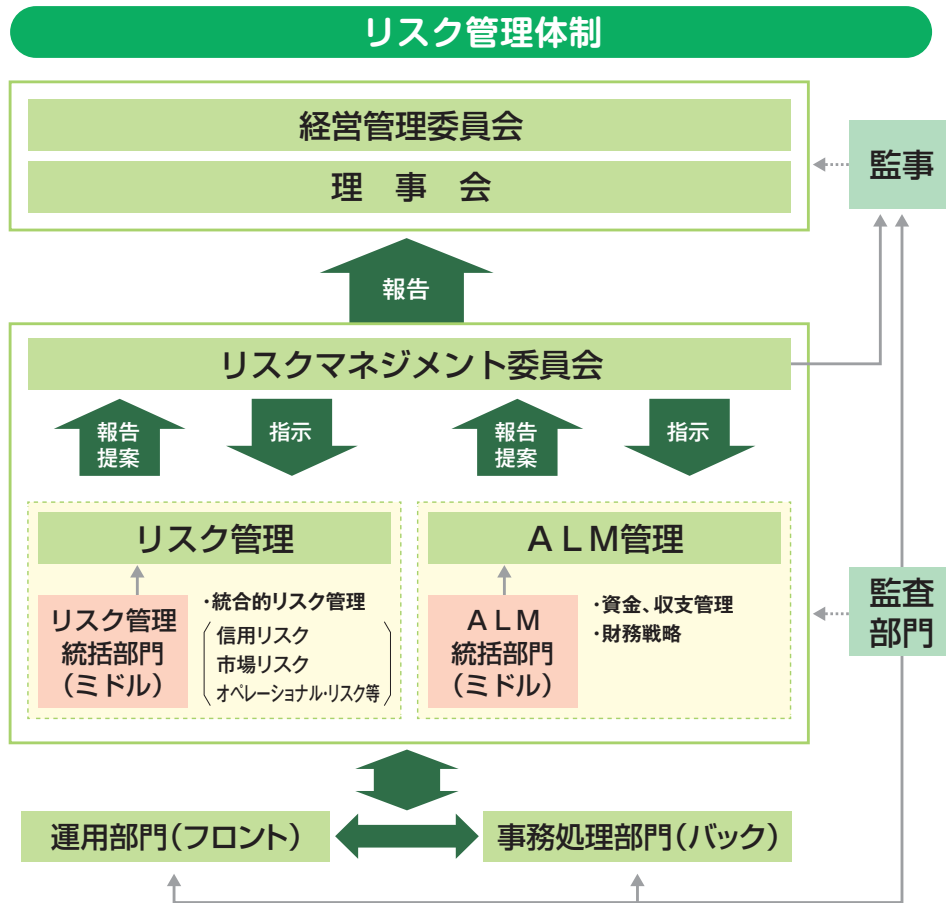 リスク管理体制
経営管理委員会
理 事 会
監事
報告
リスクマネジメント委員会
報告
提案
指示
報告
提案
指示
リスク管理
リスク管理
統括部門
(ミドル)
・統合的リスク管理
信用リスク
市場リスク
オペレーショナル・リスク等
ＡＬＭ管理
ＡＬＭ
統括部門
(ミドル)
・資金、収支管理
・財務戦略
監査
部門
運用部門(フロント)
事務処理部門(バック)